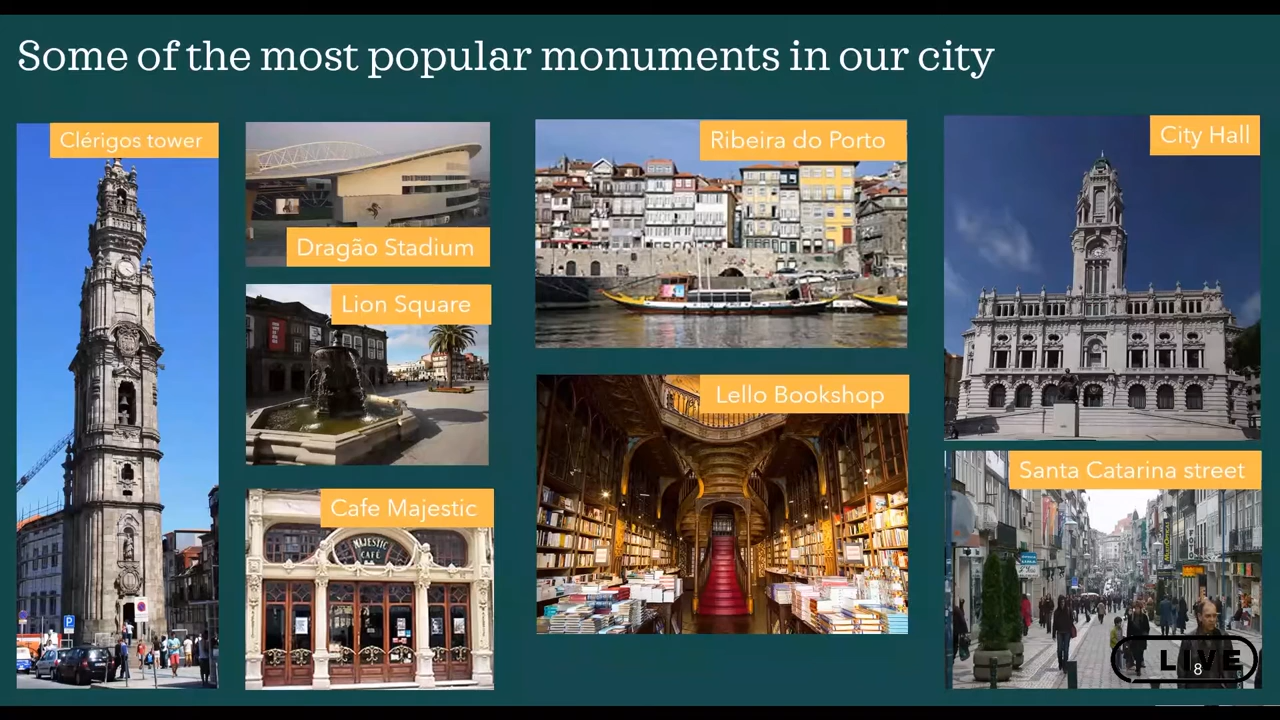 Some of the most popular monuments in our city
Clérigos tower
Dragão Stadium
Lion Square
Cafe Majestic
MAJESTIC
CAFÉ
Ribeira do Porto
Lello Bookshop
City Hall
Santa Catarina street
P
LIVE
8